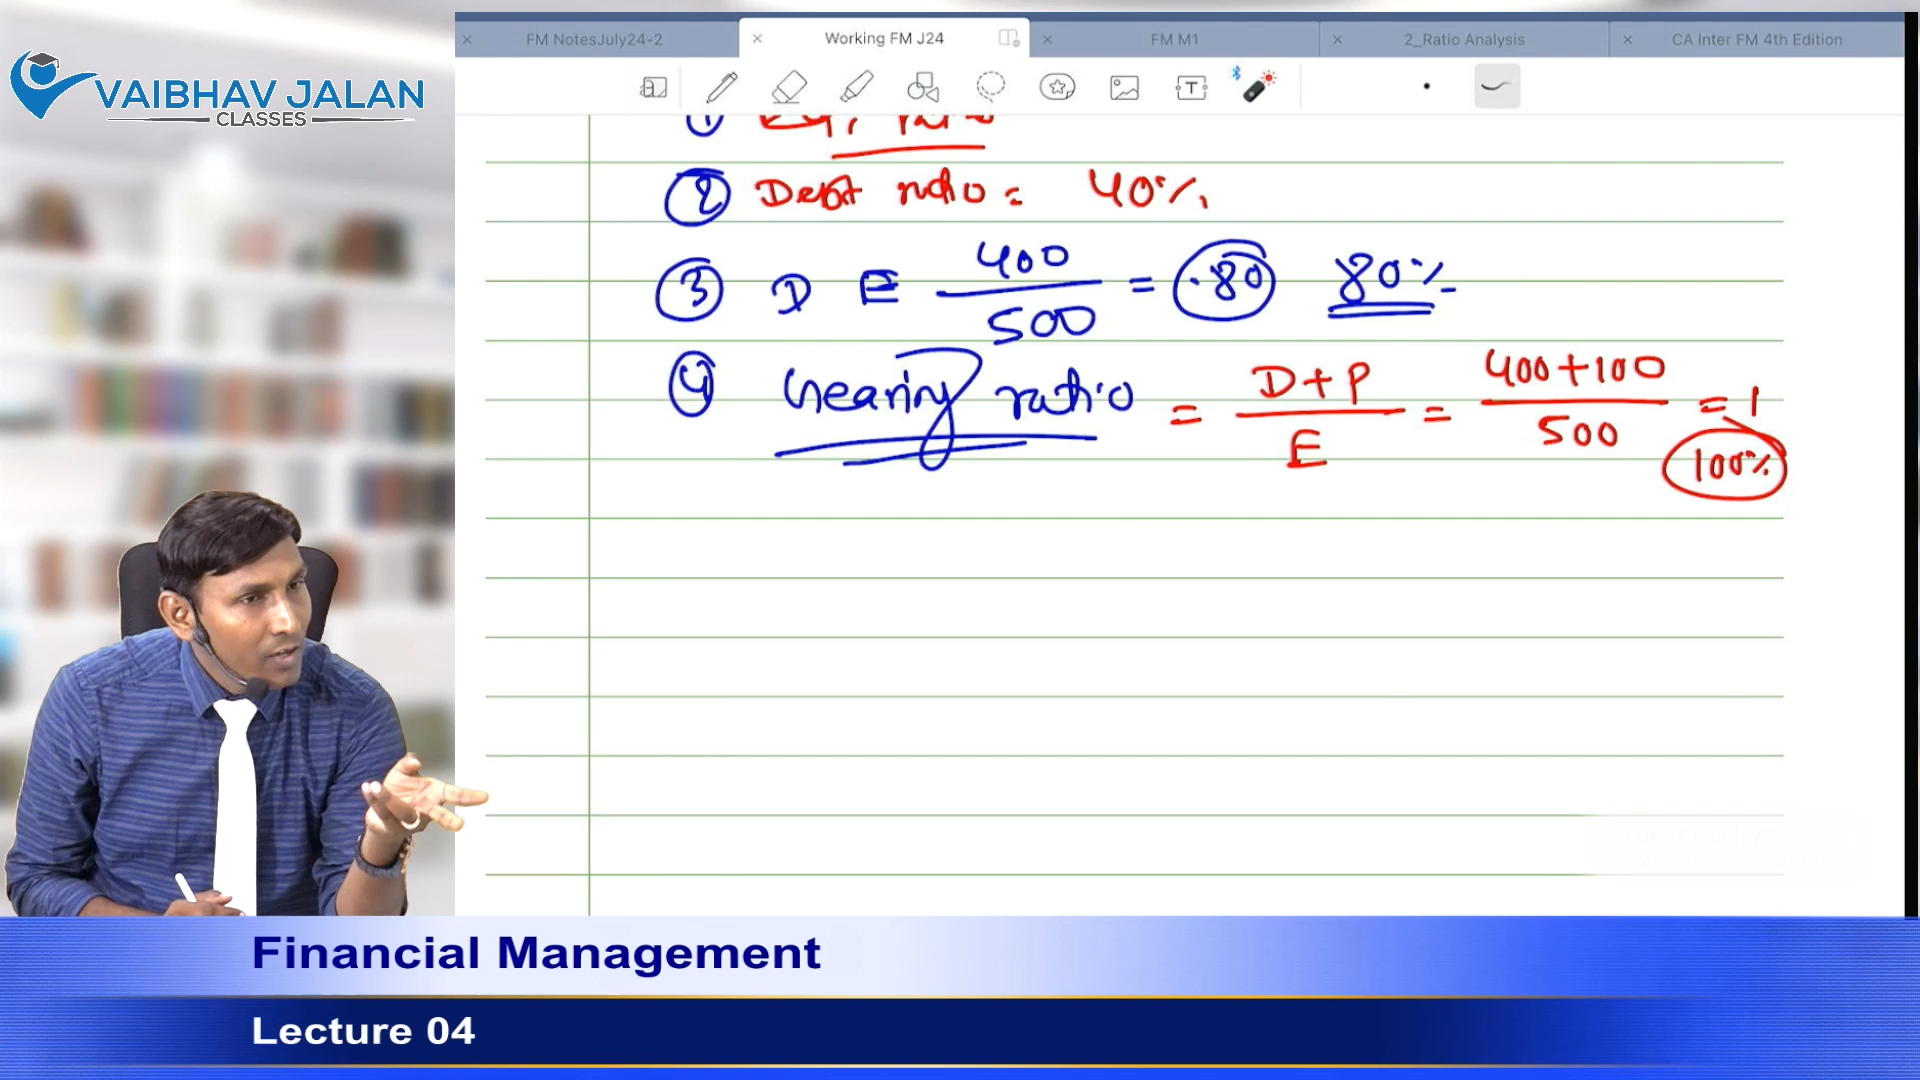 VAIBHAV JALAN
CLASSES
FM NotesJuly24-2
Working FM J24
FM M1
2_Ratio Analysis
CA Inter FM 4th Edition
① ratio
② Debt ratio = 40%
③ D E 400/500 = .80 80%
④ Gearing ratio = D+P/E = 400+100/500 = 1
100%
Financial Management
Lecture 04